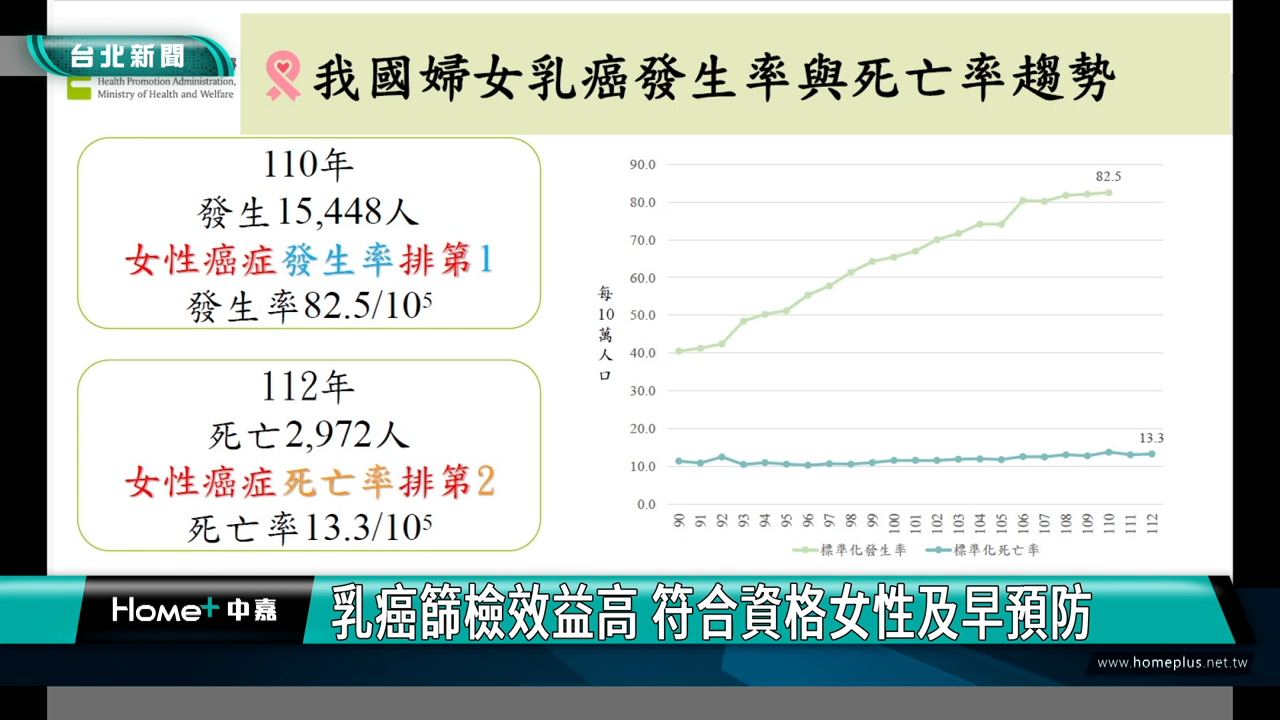 台北新聞
Health Promotion Administration,
Ministry of Health and Welfare
我國婦女乳癌發生率與死亡率趨勢
110年
發生15,448人
女性癌症發生率排第1
發生率82.5/10⁵
112年
死亡2,972人
女性癌症死亡率排第2
死亡率13.3/10⁵
每10萬人口
90.0
80.0
70.0
60.0
50.0
40.0
30.0
20.0
10.0
0.0
82.5
13.3
90 91 92 93 94 95 96 97 98 99 100 101 102 103 104 105 106 107 108 109 110 111 112
標準化發生率 標準化死亡率
Home+中嘉
乳癌篩檢效益高 符合資格女性及早預防
www.homeplus.net.tw